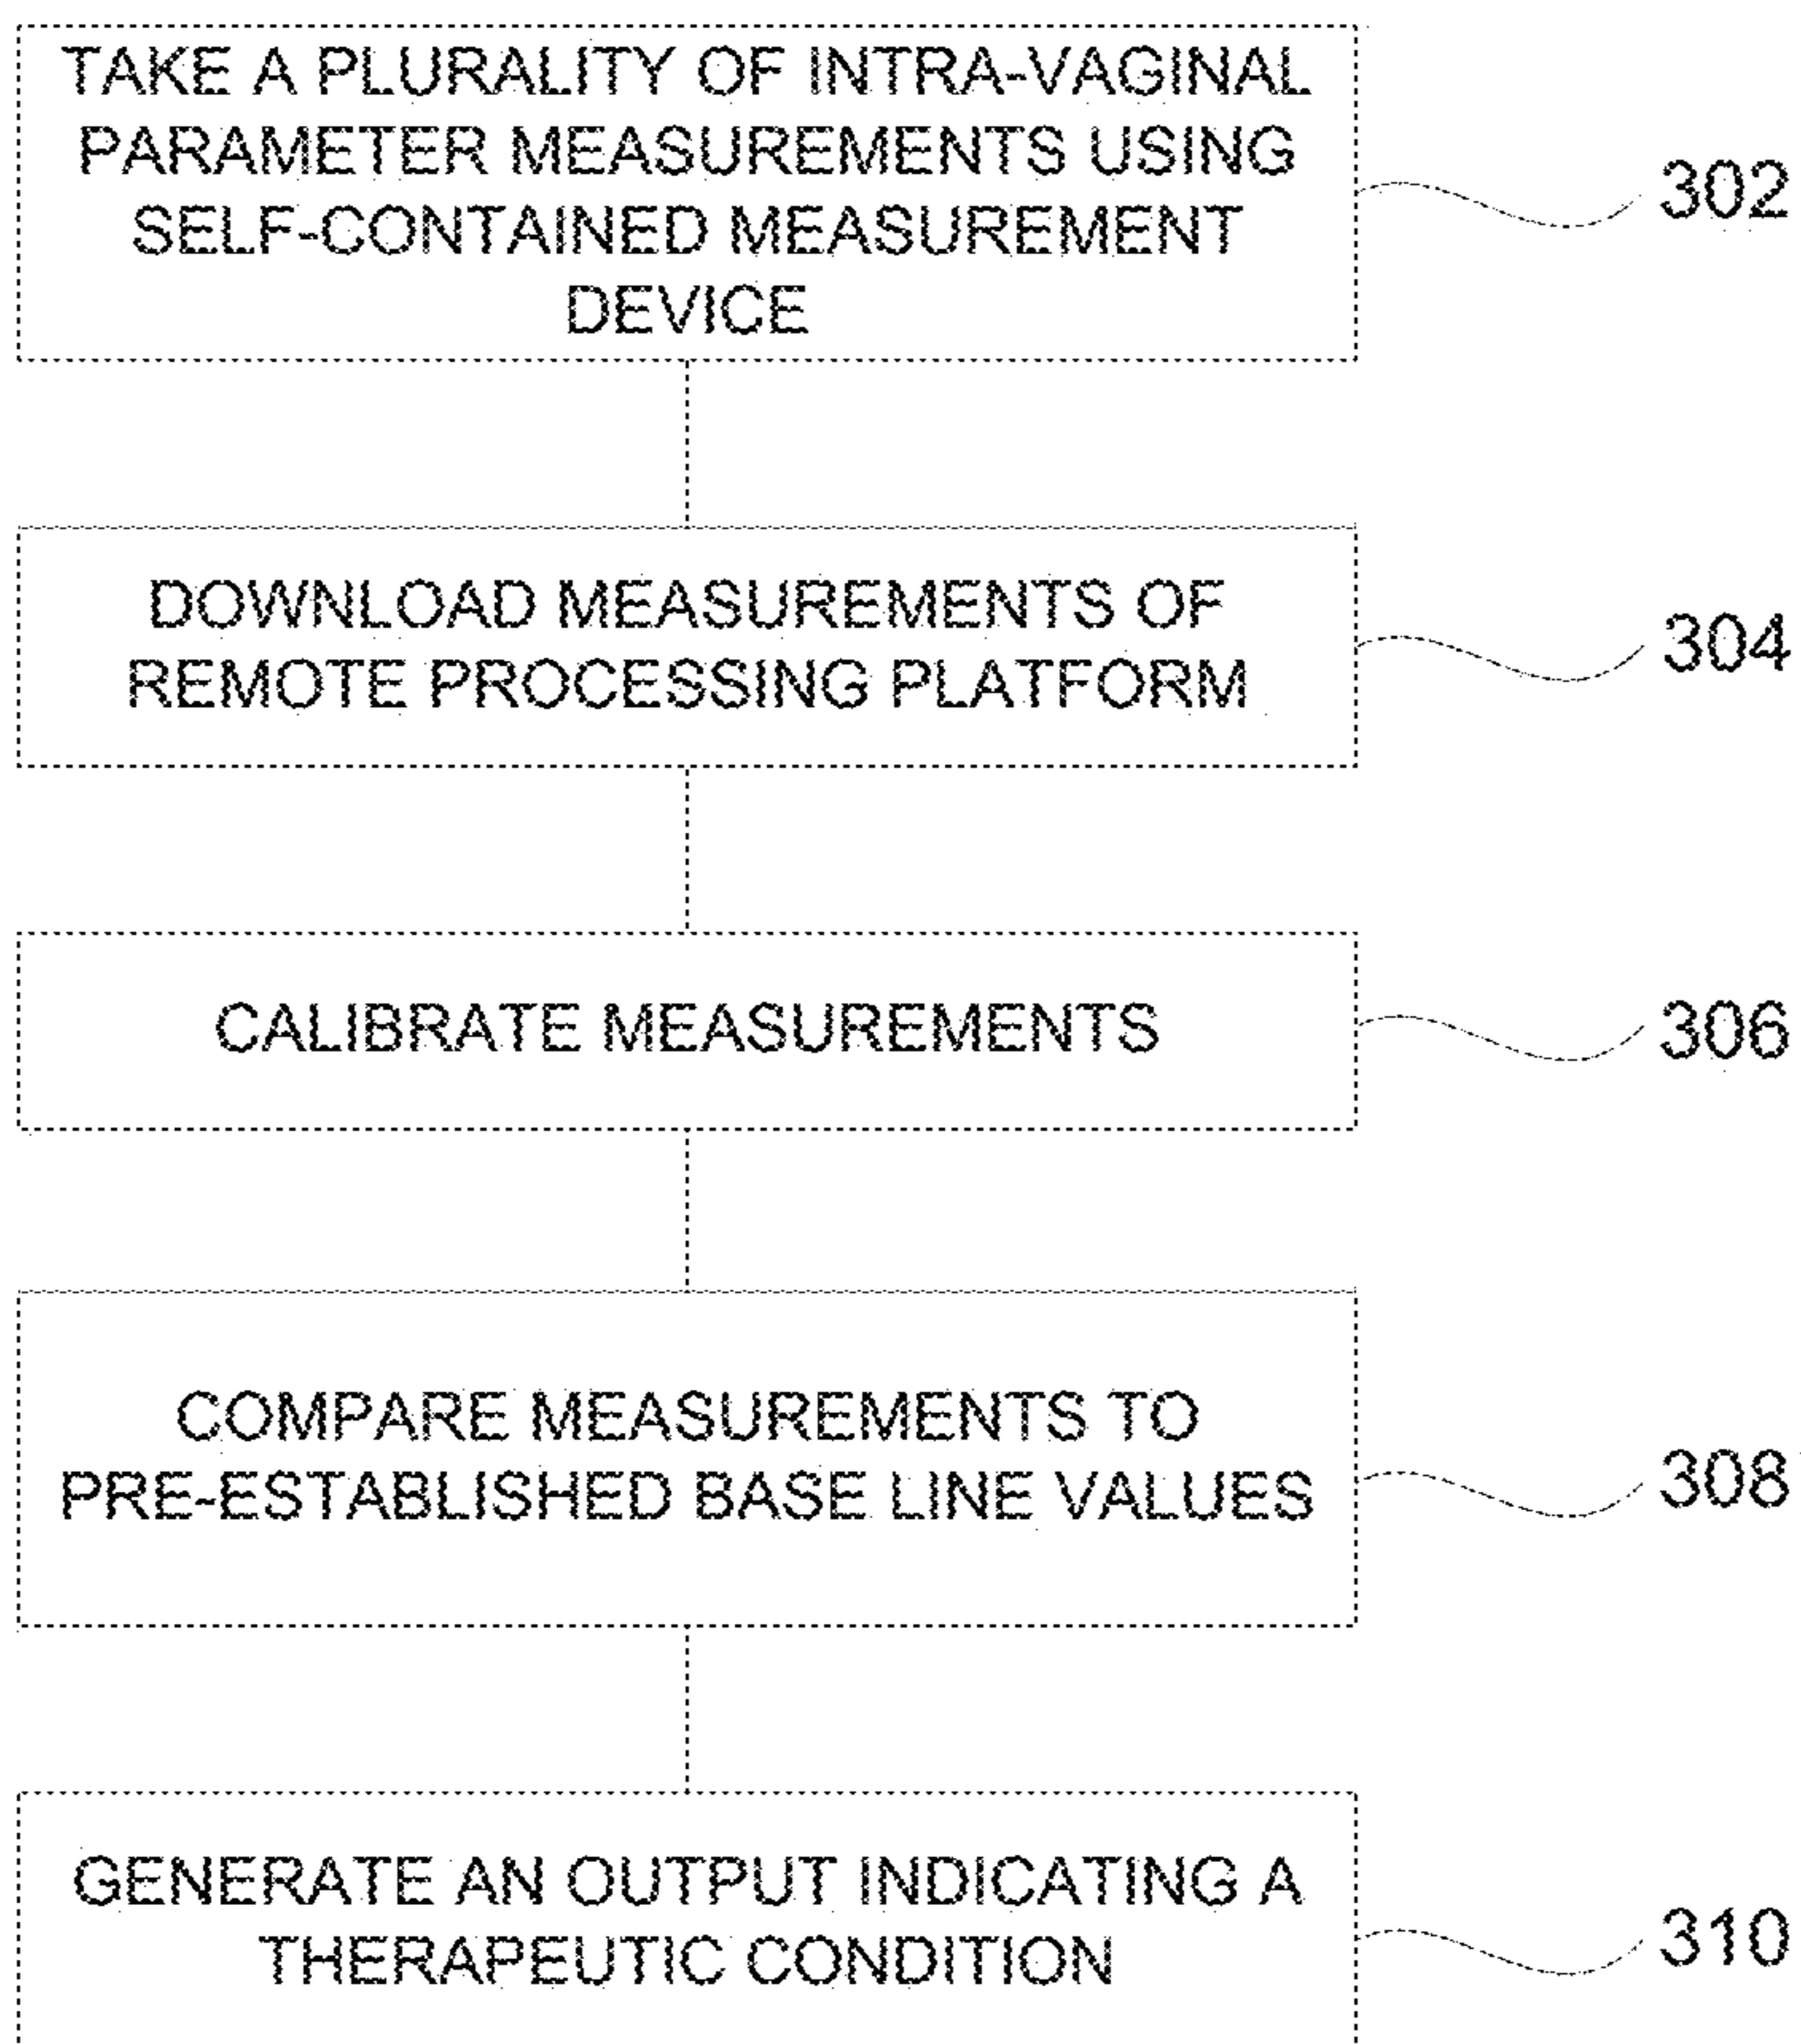 TAKE A PLURALITY OF INTRA-VAGINAL
PARAMETER MEASUREMENTS USING
SELF-CONTAINED MEASUREMENT
DEVICE
302
DOWNLOAD MEASUREMENTS OF
REMOTE PROCESSING PLATFORM
304
CALIBRATE MEASUREMENTS
306
COMPARE MEASUREMENTS TO
PRE-ESTABLISHED BASE LINE VALUES
308
GENERATE AN OUTPUT INDICATING A
THERAPEUTIC CONDITION
310